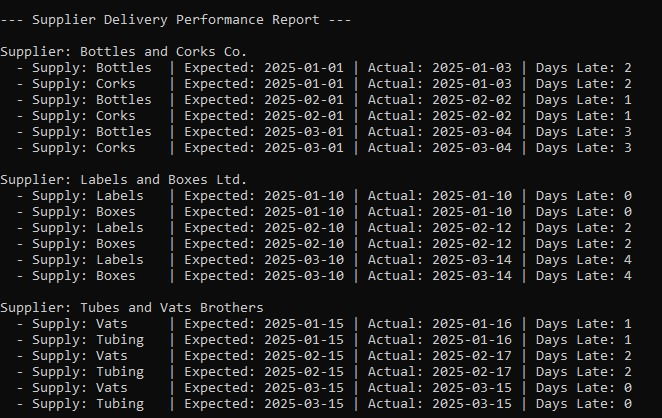 --- Supplier Delivery Performance Report ---

Supplier: Bottles and Corks Co.
  - Supply: Bottles  | Expected: 2025-01-01 | Actual: 2025-01-03 | Days Late: 2
  - Supply: Corks    | Expected: 2025-01-01 | Actual: 2025-01-03 | Days Late: 2
  - Supply: Bottles  | Expected: 2025-02-01 | Actual: 2025-02-02 | Days Late: 1
  - Supply: Corks    | Expected: 2025-02-01 | Actual: 2025-02-02 | Days Late: 1
  - Supply: Bottles  | Expected: 2025-03-01 | Actual: 2025-03-04 | Days Late: 3
  - Supply: Corks    | Expected: 2025-03-01 | Actual: 2025-03-04 | Days Late: 3

Supplier: Labels and Boxes Ltd.
  - Supply: Labels   | Expected: 2025-01-10 | Actual: 2025-01-10 | Days Late: 0
  - Supply: Boxes    | Expected: 2025-01-10 | Actual: 2025-01-10 | Days Late: 0
  - Supply: Labels   | Expected: 2025-02-10 | Actual: 2025-02-12 | Days Late: 2
  - Supply: Boxes    | Expected: 2025-02-10 | Actual: 2025-02-12 | Days Late: 2
  - Supply: Labels   | Expected: 2025-03-10 | Actual: 2025-03-14 | Days Late: 4
  - Supply: Boxes    | Expected: 2025-03-10 | Actual: 2025-03-14 | Days Late: 4

Supplier: Tubes and Vats Brothers
  - Supply: Vats     | Expected: 2025-01-15 | Actual: 2025-01-16 | Days Late: 1
  - Supply: Tubing   | Expected: 2025-01-15 | Actual: 2025-01-16 | Days Late: 1
  - Supply: Vats     | Expected: 2025-02-15 | Actual: 2025-02-17 | Days Late: 2
  - Supply: Tubing   | Expected: 2025-02-15 | Actual: 2025-02-17 | Days Late: 2
  - Supply: Vats     | Expected: 2025-03-15 | Actual: 2025-03-15 | Days Late: 0
  - Supply: Tubing   | Expected: 2025-03-15 | Actual: 2025-03-15 | Days Late: 0